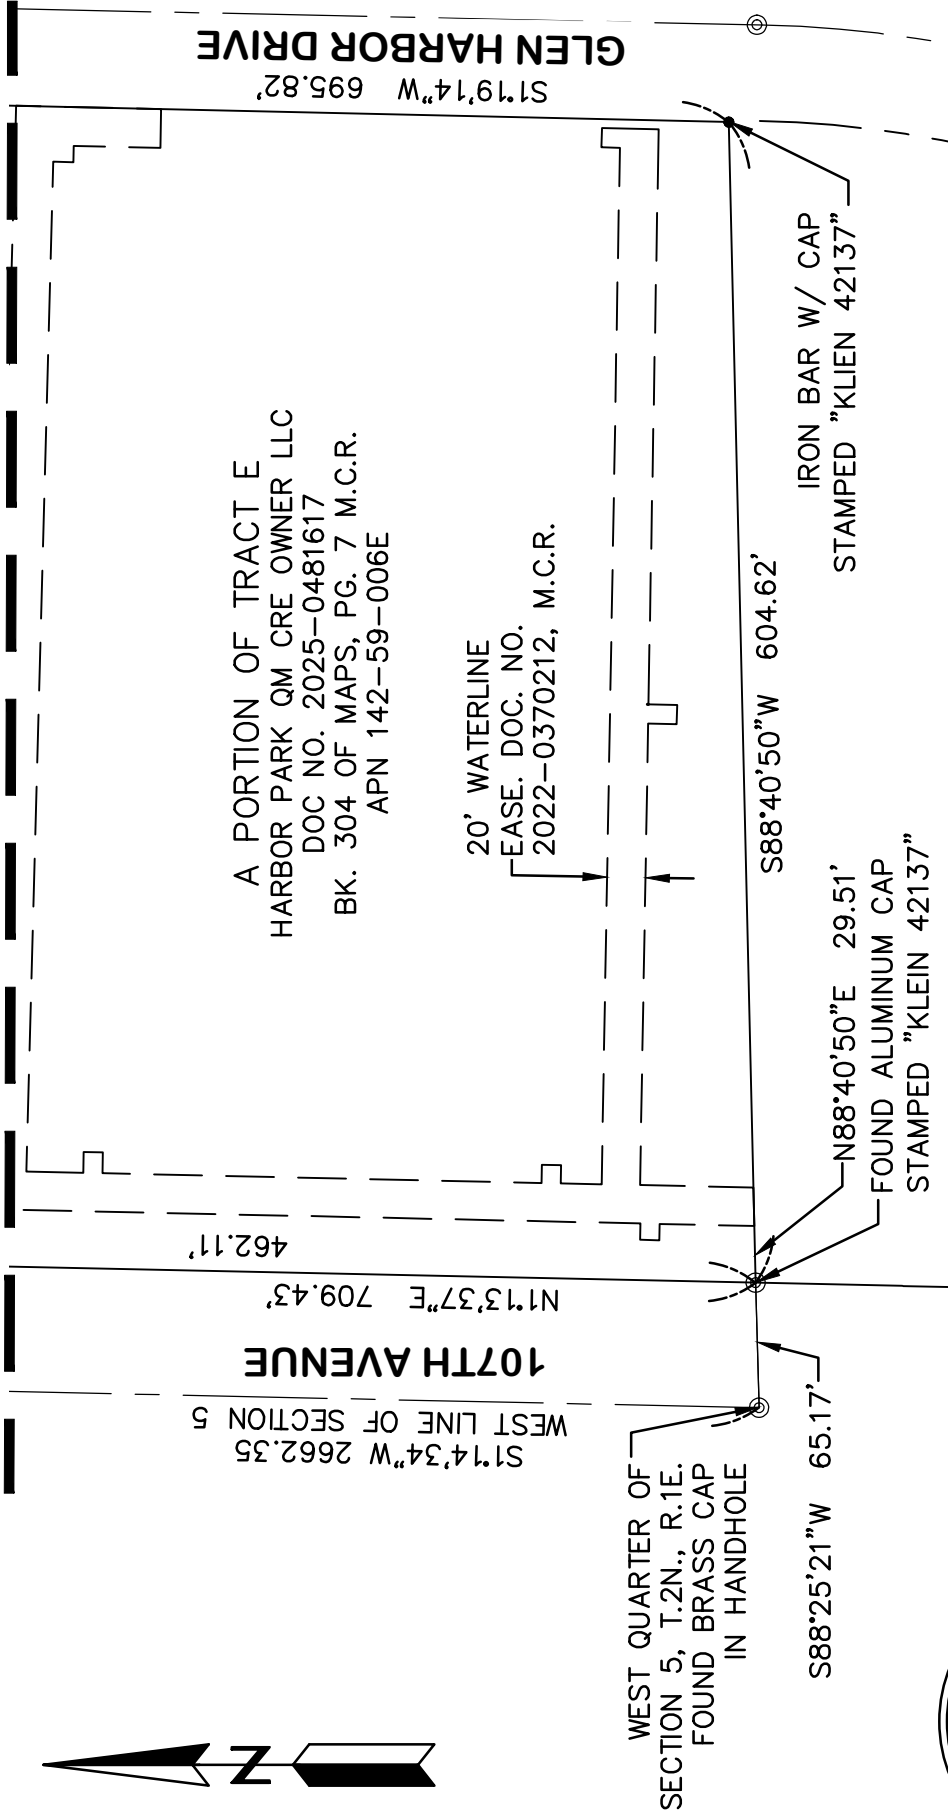 GLEN HARBOR DRIVE
S1°19'14"W 695.82'
A PORTION OF TRACT E
HARBOR PARK QM CRE OWNER LLC
DOC NO. 2025-0481617
BK. 304 OF MAPS, PG. 7 M.C.R.
APN 142-59-006E
20' WATERLINE
EASE. DOC. NO.
2022-0370212, M.C.R.
IRON BAR W/ CAP
STAMPED "KLIEN 42137"
S88°40'50"W 604.62'
N88°40'50"E 29.51'
FOUND ALUMINUM CAP
STAMPED "KLEIN 42137"
462.11'
N1°13'37"E 709.43'
107TH AVENUE
WEST LINE OF SECTION 5
S1°14'34"W 2662.35
WEST QUARTER OF
SECTION 5, T.2N., R.1E.
FOUND BRASS CAP
IN HANDHOLE
S88°25'21"W 65.17'
N